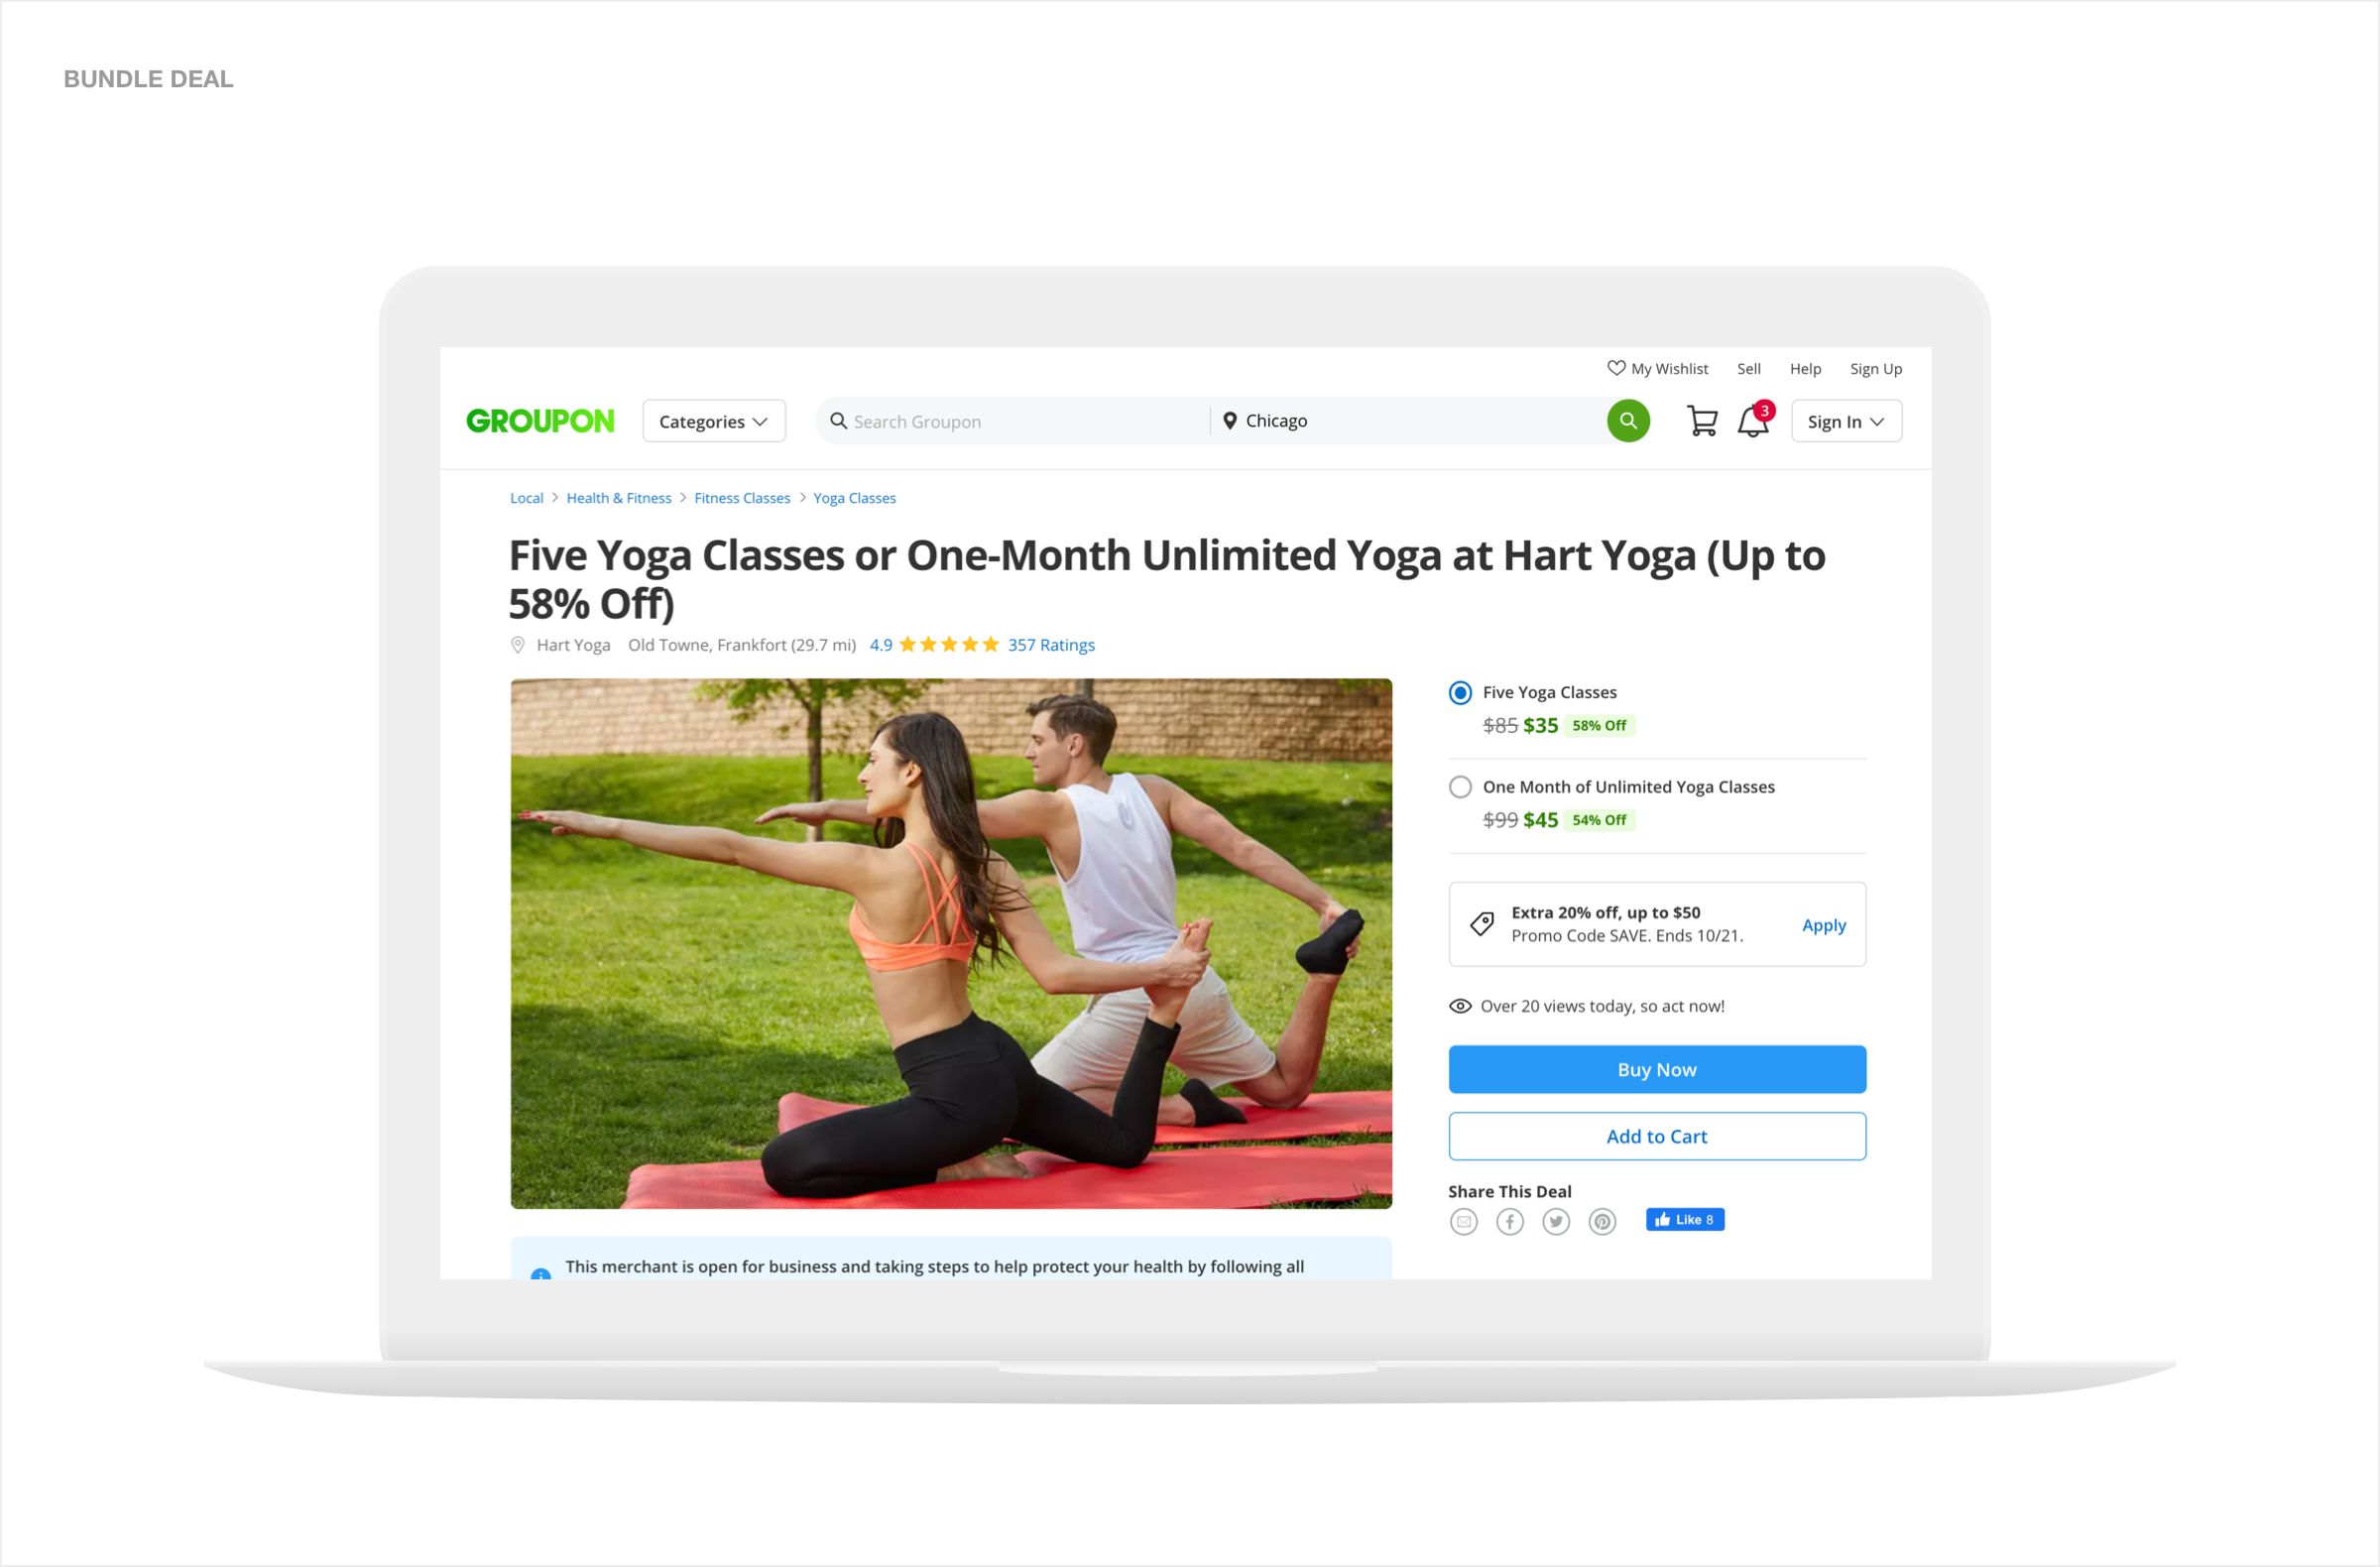 BUNDLE DEAL
My Wishlist Sell Help Sign Up
GROUPON Categories Search Groupon Chicago 3 Sign In
Local > Health & Fitness > Fitness Classes > Yoga Classes
Five Yoga Classes or One-Month Unlimited Yoga at Hart Yoga (Up to
58% Off)
Hart Yoga Old Towne, Frankfort (29.7 mi) 4.9 ★★★★★ 357 Ratings
Five Yoga Classes
$85 $35 58% Off
One Month of Unlimited Yoga Classes
$99 $45 54% Off
Extra 20% off, up to $50
Promo Code SAVE. Ends 10/21.
Apply
Over 20 views today, so act now!
Buy Now
Add to Cart
Share This Deal
Like 8
This merchant is open for business and taking steps to help protect your health by following all